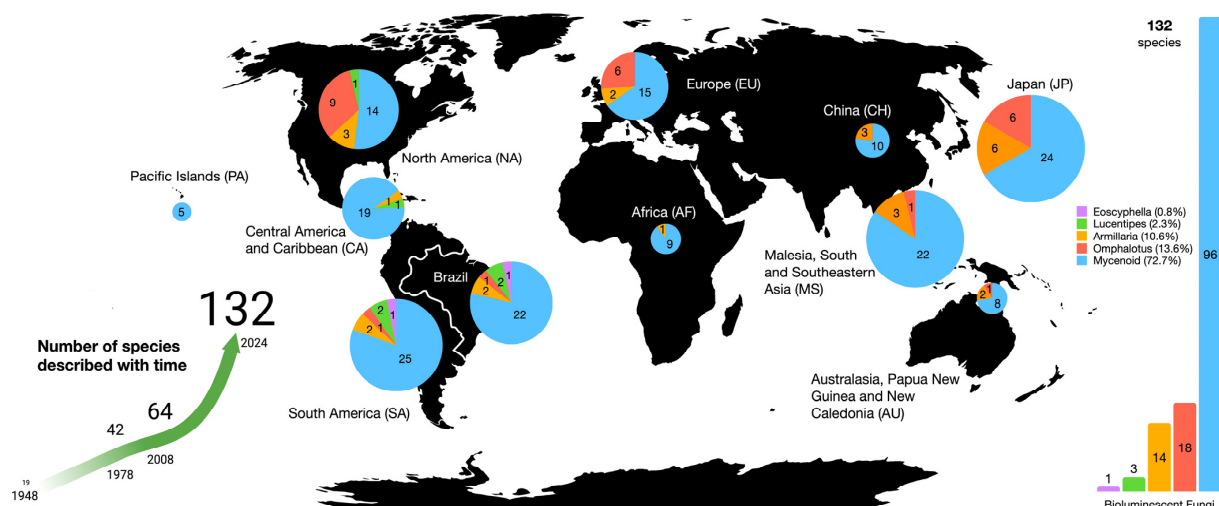 132
species
Europe (EU)
6
2
15
Japan (JP)
6
6
24
China (CH)
3
10
1
9
3
14
North America (NA)
Pacific Islands (PA)
5
19
1
1
Central America
and Caribbean (CA)
Africa (AF)
1
9
3
1
22
Malesia, South
and Southeastern
Asia (MS)
Eoscyphella (0.8%)
Lucentipes (2.3%)
Armillaria (10.6%)
Omphalotus (13.6%)
Mycenoid (72.7%)
96
Brazil
2
1
2
1
22
2
1
2
1
25
South America (SA)
2
1
8
Australasia, Papua New
Guinea and New
Caledonia (AU)
132
2024
Number of species
described with time
64
2008
42
1978
19
1948
1
3
14
18
Bioluminescent Fungi